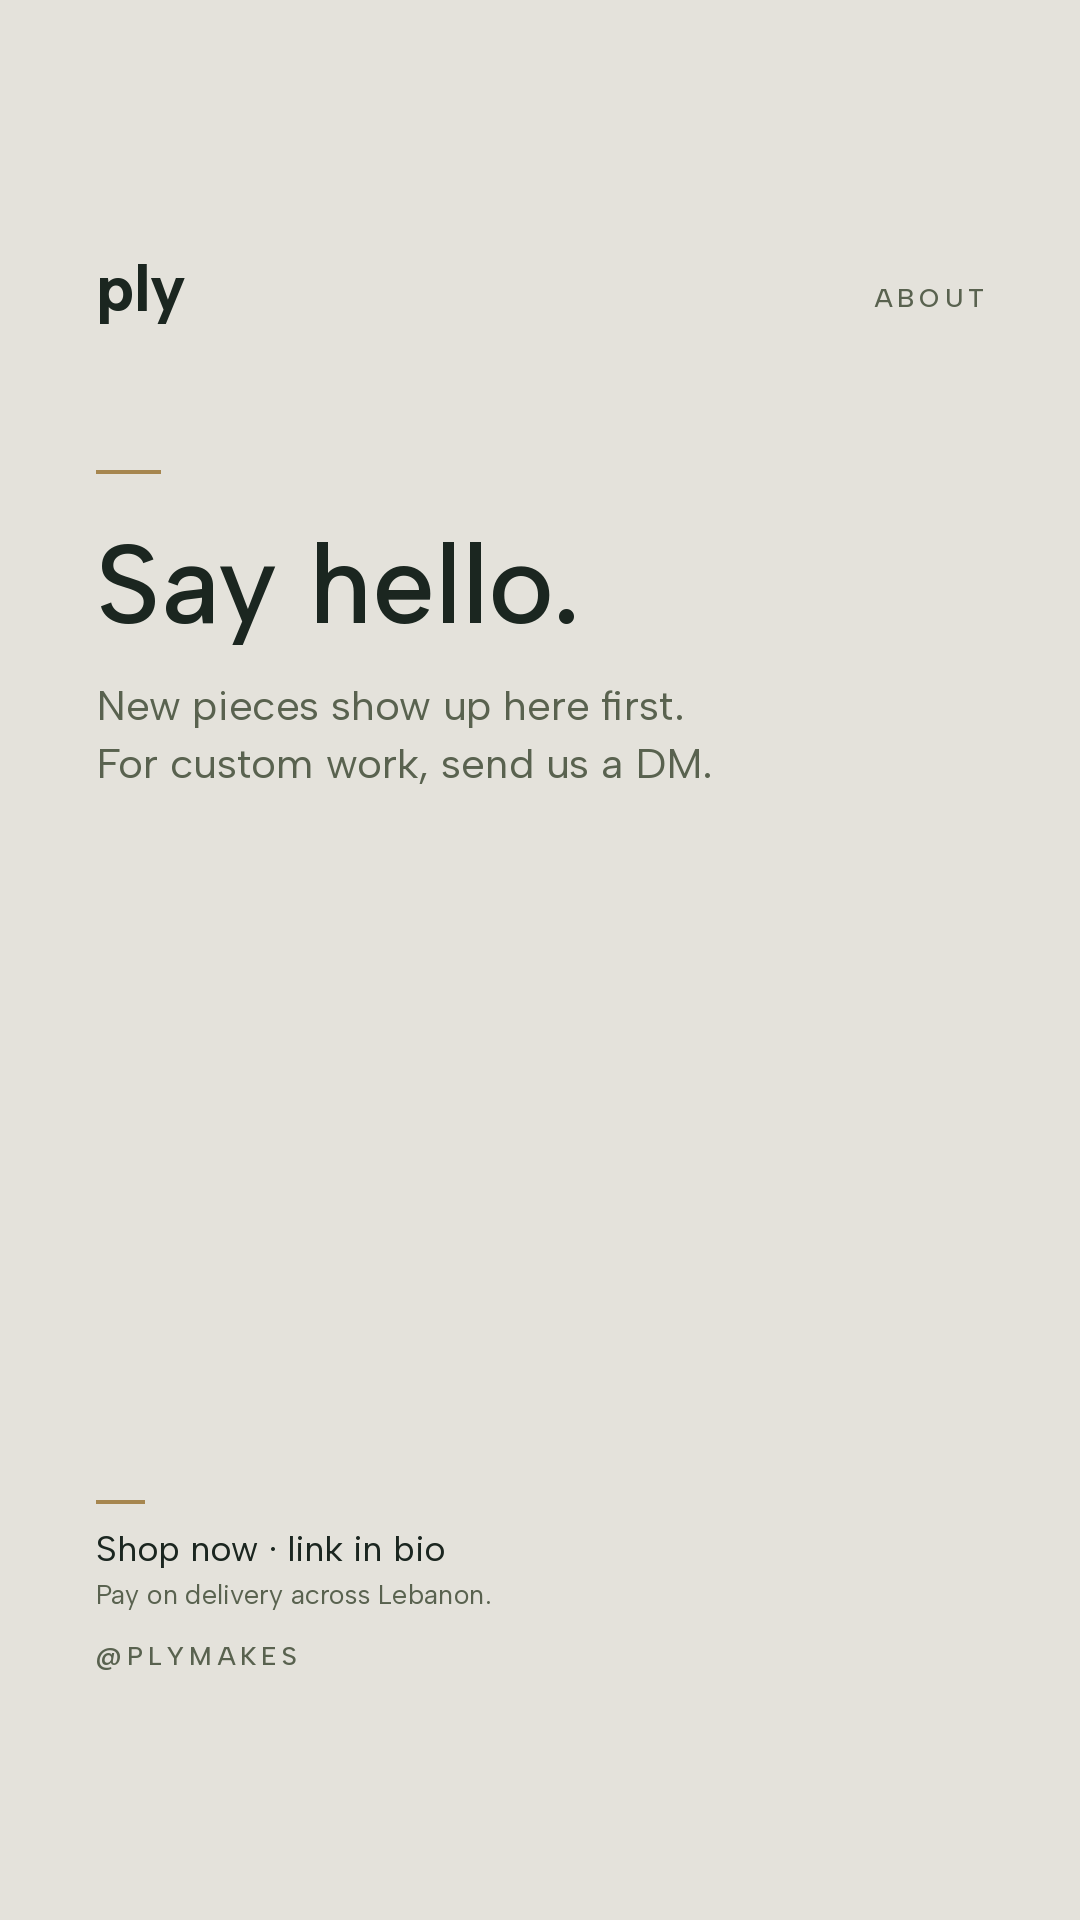 ply
ABOUT
Say hello.
New pieces show up here first.
For custom work, send us a DM.
Shop now · link in bio
Pay on delivery across Lebanon.
@PLYMAKES